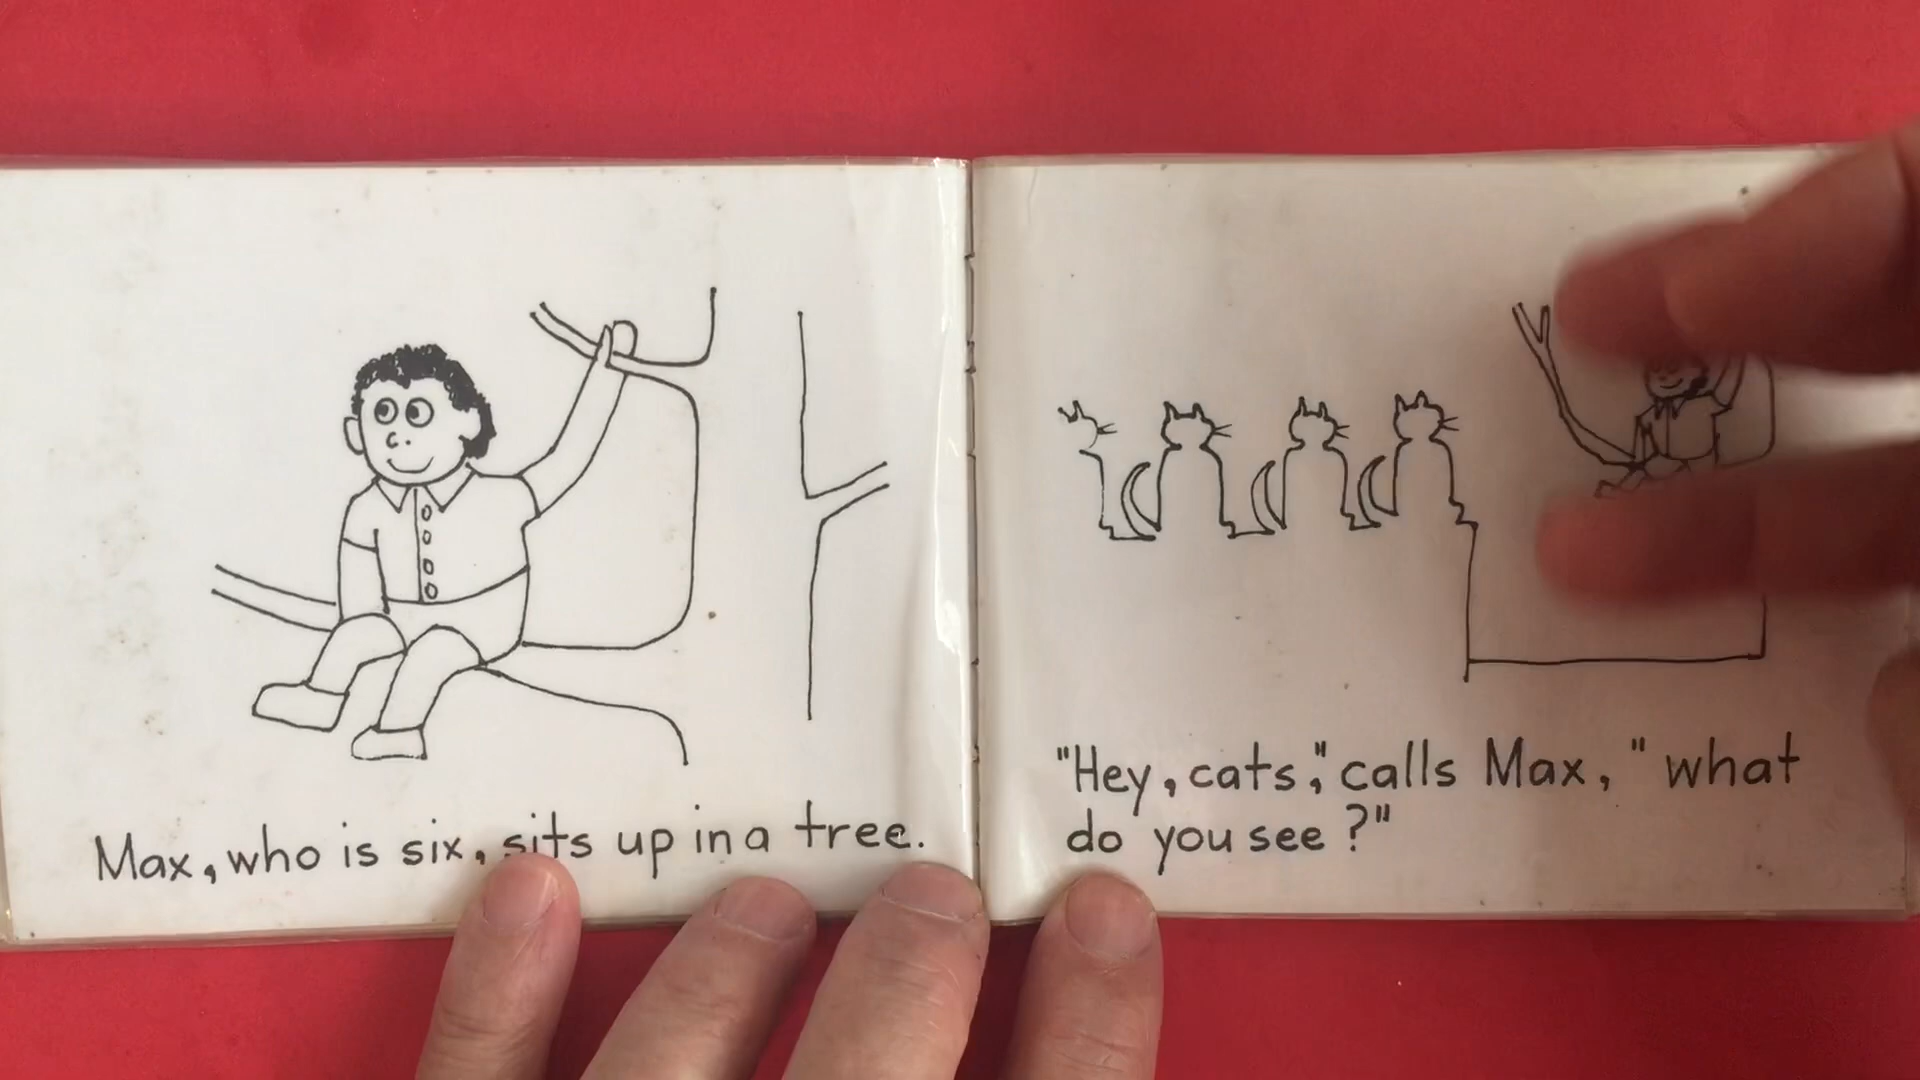 Max, who is six, sits up in a tree.
"Hey, cats," calls Max, "what
do you see?"